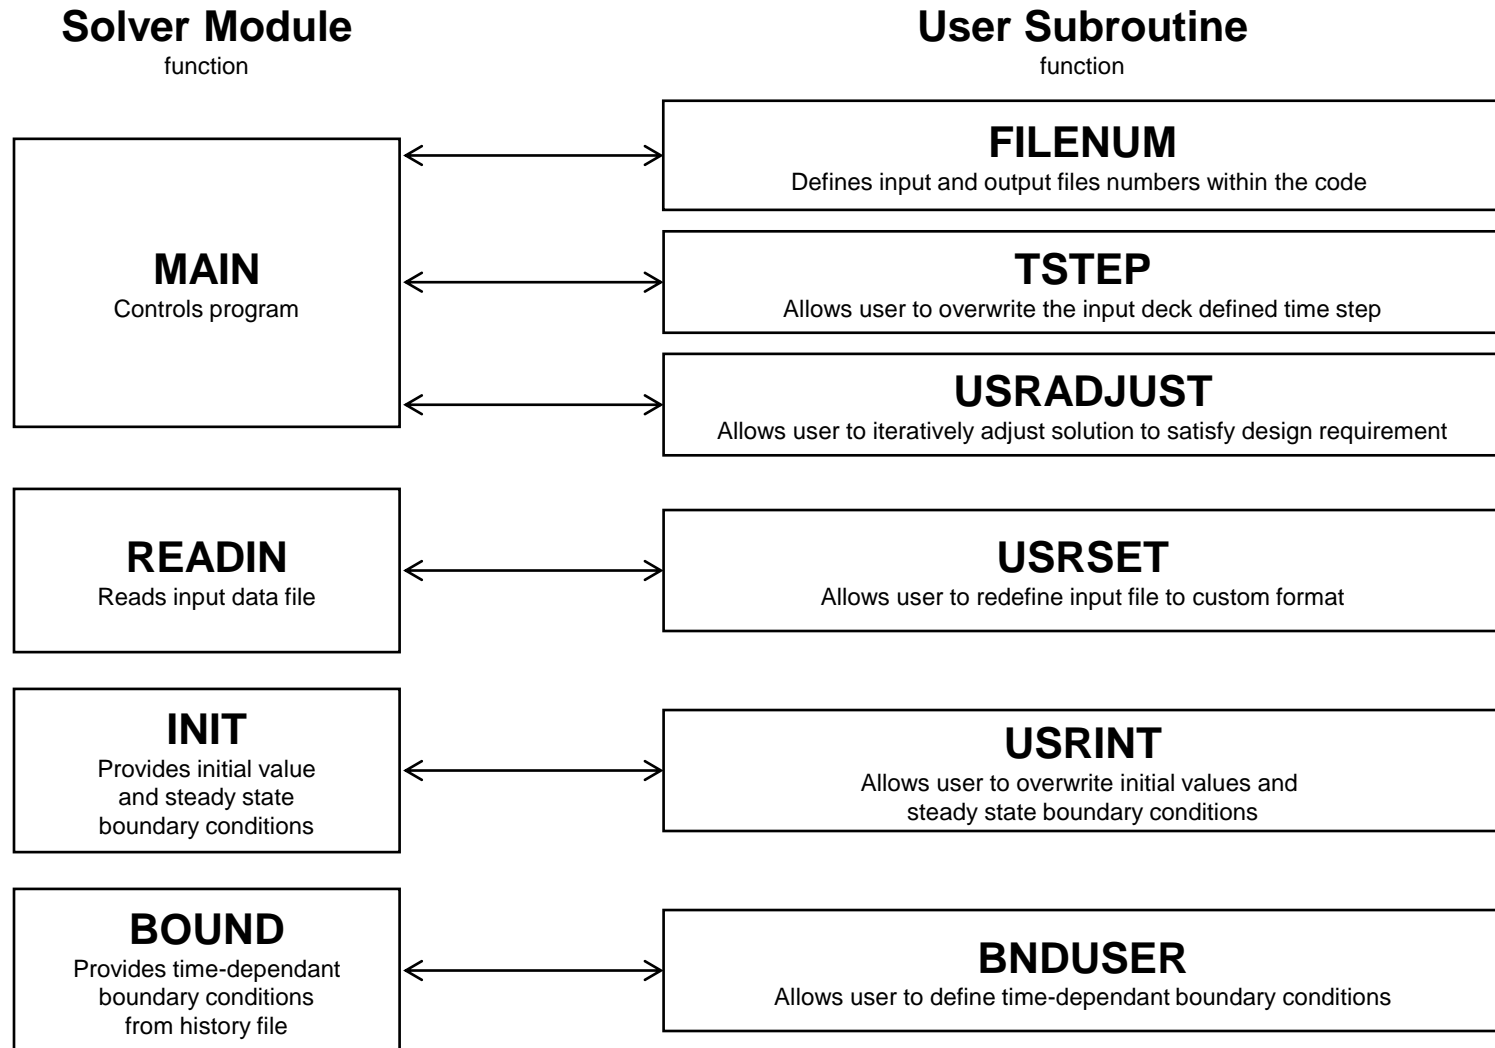 Solver Module
function
User Subroutine
function
MAIN
Controls program
FILENUM
Defines input and output files numbers within the code
TSTEP
Allows user to overwrite the input deck defined time step
USRADJUST
Allows user to iteratively adjust solution to satisfy design requirement
READIN
Reads input data file
USRSET
Allows user to redefine input file to custom format
INIT
Provides initial value
and steady state
boundary conditions
USRINT
Allows user to overwrite initial values and
steady state boundary conditions
BOUND
Provides time-dependant
boundary conditions
from history file
BNDUSER
Allows user to define time-dependant boundary conditions